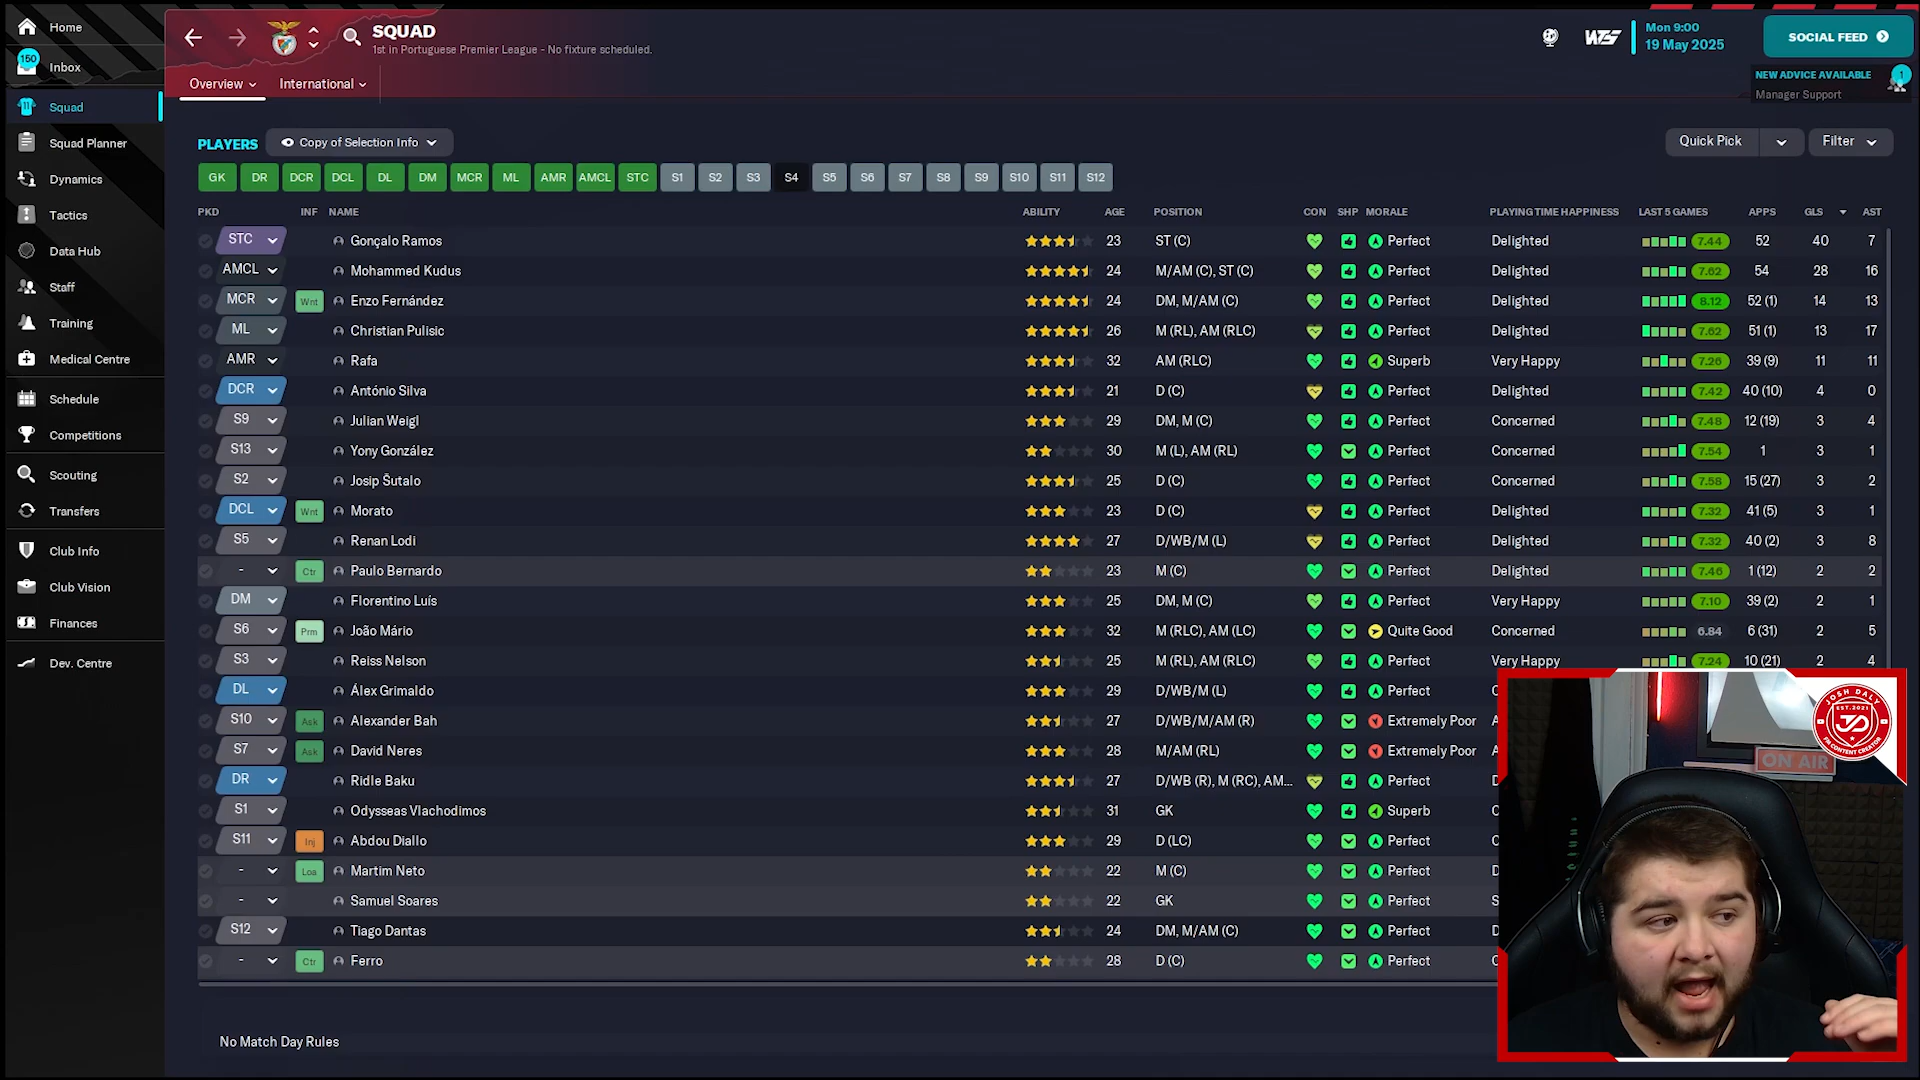 Home
150
Inbox
Squad
Squad Planner
Dynamics
Tactics
Data Hub
Staff
Training
Medical Centre
Schedule
Competitions
Scouting
Transfers
Club Info
Club Vision
Finances
Dev. Centre
SQUAD
1st in Portuguese Premier League - No fixture scheduled.
Mon 9:00
19 May 2025
SOCIAL FEED
NEW ADVICE AVAILABLE
1
Manager Support
Overview International
PLAYERS Copy of Selection Info Quick Pick Filter
GK DR DCR DCL DL DM MCR ML AMR AMCL STC S1 S2 S3 S4 S5 S6 S7 S8 S9 S10 S11 S12
PKD INF NAME ABILITY AGE POSITION CON SHP MORALE PLAYING TIME HAPPINESS LAST 5 GAMES APPS GLS AST
STC Gonçalo Ramos 23 ST (C) Perfect Delighted 7.44 52 40 7
AMCL Mohammed Kudus 24 M/AM (C), ST (C) Perfect Delighted 7.62 54 28 16
MCR Wnt Enzo Fernández 24 DM, M/AM (C) Perfect Delighted 8.12 52 (1) 14 13
ML Christian Pulisic 26 M (RL), AM (RLC) Perfect Delighted 7.62 51 (1) 13 17
AMR Rafa 32 AM (RLC) Superb Very Happy 7.26 39 (9) 11 11
DCR António Silva 21 D (C) Perfect Delighted 7.42 40 (10) 4 0
S9 Julian Weigl 29 DM, M (C) Perfect Concerned 7.48 12 (19) 3 4
S13 Yony González 30 M (L), AM (RL) Perfect Concerned 7.54 1 3 1
S2 Josip Šutalo 25 D (C) Perfect Concerned 7.58 15 (27) 3 2
DCL Wnt Morato 23 D (C) Perfect Delighted 7.32 41 (5) 3 1
S5 Renan Lodi 27 D/WB/M (L) Perfect Delighted 7.32 40 (2) 3 8
- Ctr Paulo Bernardo 23 M (C) Perfect Delighted 7.46 1 (12) 2 2
DM Florentino Luís 25 DM, M (C) Perfect Very Happy 7.10 39 (2) 2 1
S6 Prm João Mário 32 M (RLC), AM (LC) Quite Good Concerned 6.84 6 (31) 2 5
S3 Reiss Nelson 25 M (RL), AM (RLC) Perfect Very Happy 7.24 10 (21) 2 4
DL Álex Grimaldo 29 D/WB/M (L) Perfect
S10 Ask Alexander Bah 27 D/WB/M/AM (R) Extremely Poor
S7 Ask David Neres 28 M/AM (RL) Extremely Poor
DR Ridle Baku 27 D/WB (R), M (RC), AM... Perfect
S1 Odysseas Vlachodimos 31 GK Superb
S11 Inj Abdou Diallo 29 D (LC) Perfect
- Loa Martim Neto 22 M (C) Perfect
- Samuel Soares 22 GK Perfect
S12 Tiago Dantas 24 DM, M/AM (C) Perfect
- Ctr Ferro 28 D (C) Perfect
No Match Day Rules
JOSH DALY
EST.2021
JD
FM CONTENT CREATOR
ON AIR